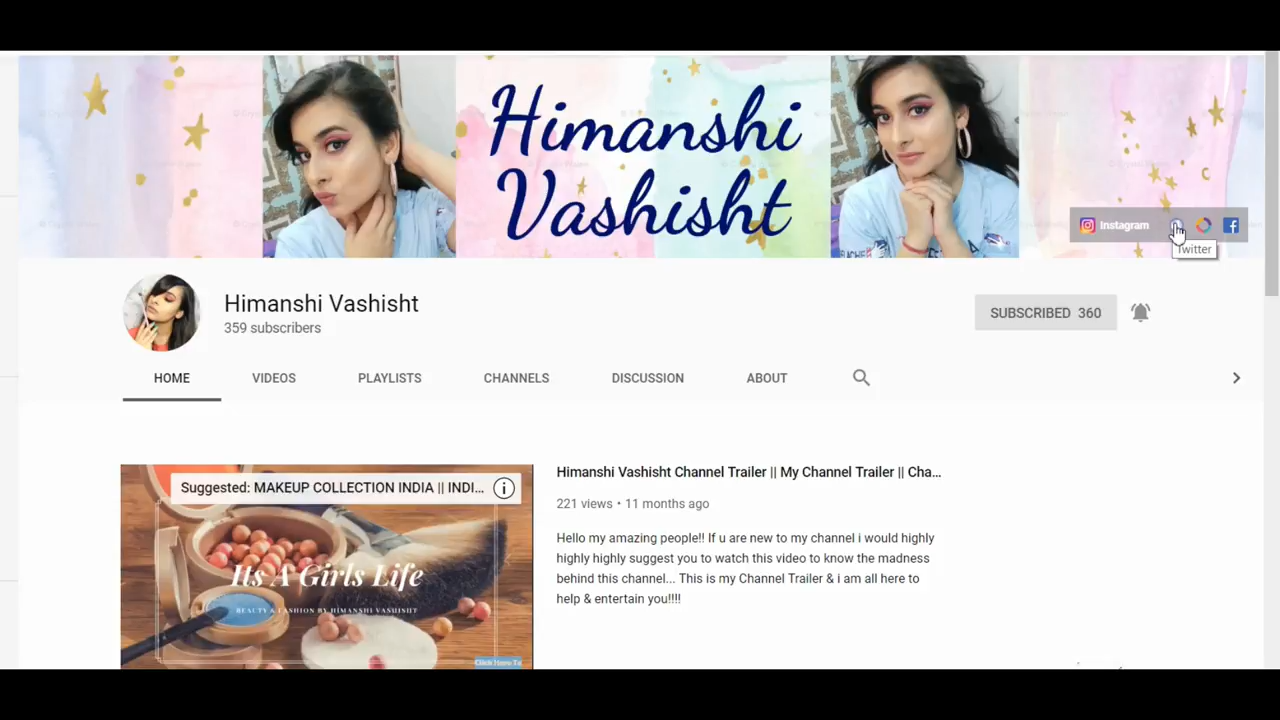 Himanshi
Vashisht
Instagram
Twitter
Himanshi Vashisht
359 subscribers
SUBSCRIBED 360
HOME VIDEOS PLAYLISTS CHANNELS DISCUSSION ABOUT
Suggested: MAKEUP COLLECTION INDIA || INDI...
Its A Girls Life
BEAUTY & FASHION BY HIMANSHI VASHISHT
Click Here To
Himanshi Vashisht Channel Trailer || My Channel Trailer || Cha...
221 views • 11 months ago
Hello my amazing people!! If u are new to my channel i would highly
highly highly suggest you to watch this video to know the madness
behind this channel... This is my Channel Trailer & i am all here to
help & entertain you!!!!